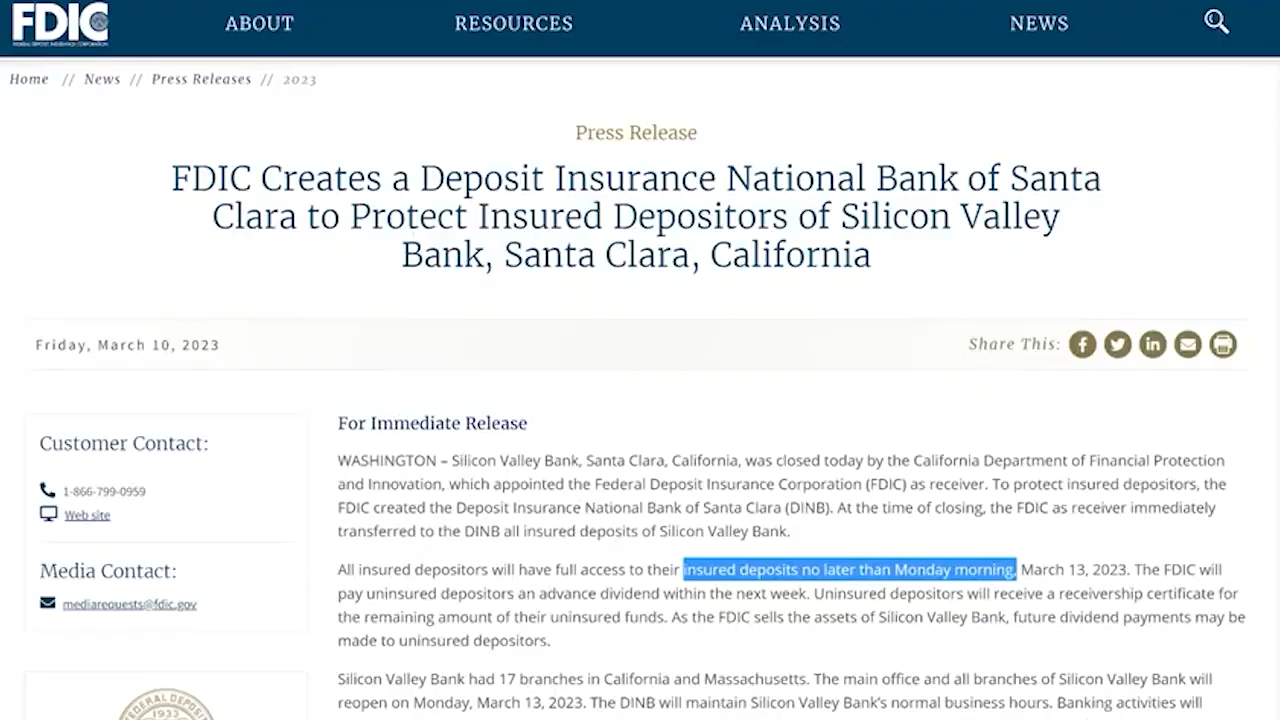 FDIC
FEDERAL DEPOSIT INSURANCE CORPORATION
ABOUT
RESOURCES
ANALYSIS
NEWS
Home // News // Press Releases // 2023
Press Release
FDIC Creates a Deposit Insurance National Bank of Santa
Clara to Protect Insured Depositors of Silicon Valley
Bank, Santa Clara, California
Friday, March 10, 2023
Share This:
Customer Contact:
1-866-799-0959
Web site
Media Contact:
mediarequests@fdic.gov
For Immediate Release
WASHINGTON – Silicon Valley Bank, Santa Clara, California, was closed today by the California Department of Financial Protection
and Innovation, which appointed the Federal Deposit Insurance Corporation (FDIC) as receiver. To protect insured depositors, the
FDIC created the Deposit Insurance National Bank of Santa Clara (DINB). At the time of closing, the FDIC as receiver immediately
transferred to the DINB all insured deposits of Silicon Valley Bank.
All insured depositors will have full access to their insured deposits no later than Monday morning, March 13, 2023. The FDIC will
pay uninsured depositors an advance dividend within the next week. Uninsured depositors will receive a receivership certificate for
the remaining amount of their uninsured funds. As the FDIC sells the assets of Silicon Valley Bank, future dividend payments may be
made to uninsured depositors.
Silicon Valley Bank had 17 branches in California and Massachusetts. The main office and all branches of Silicon Valley Bank will
reopen on Monday, March 13, 2023. The DINB will maintain Silicon Valley Bank's normal business hours. Banking activities will
1933